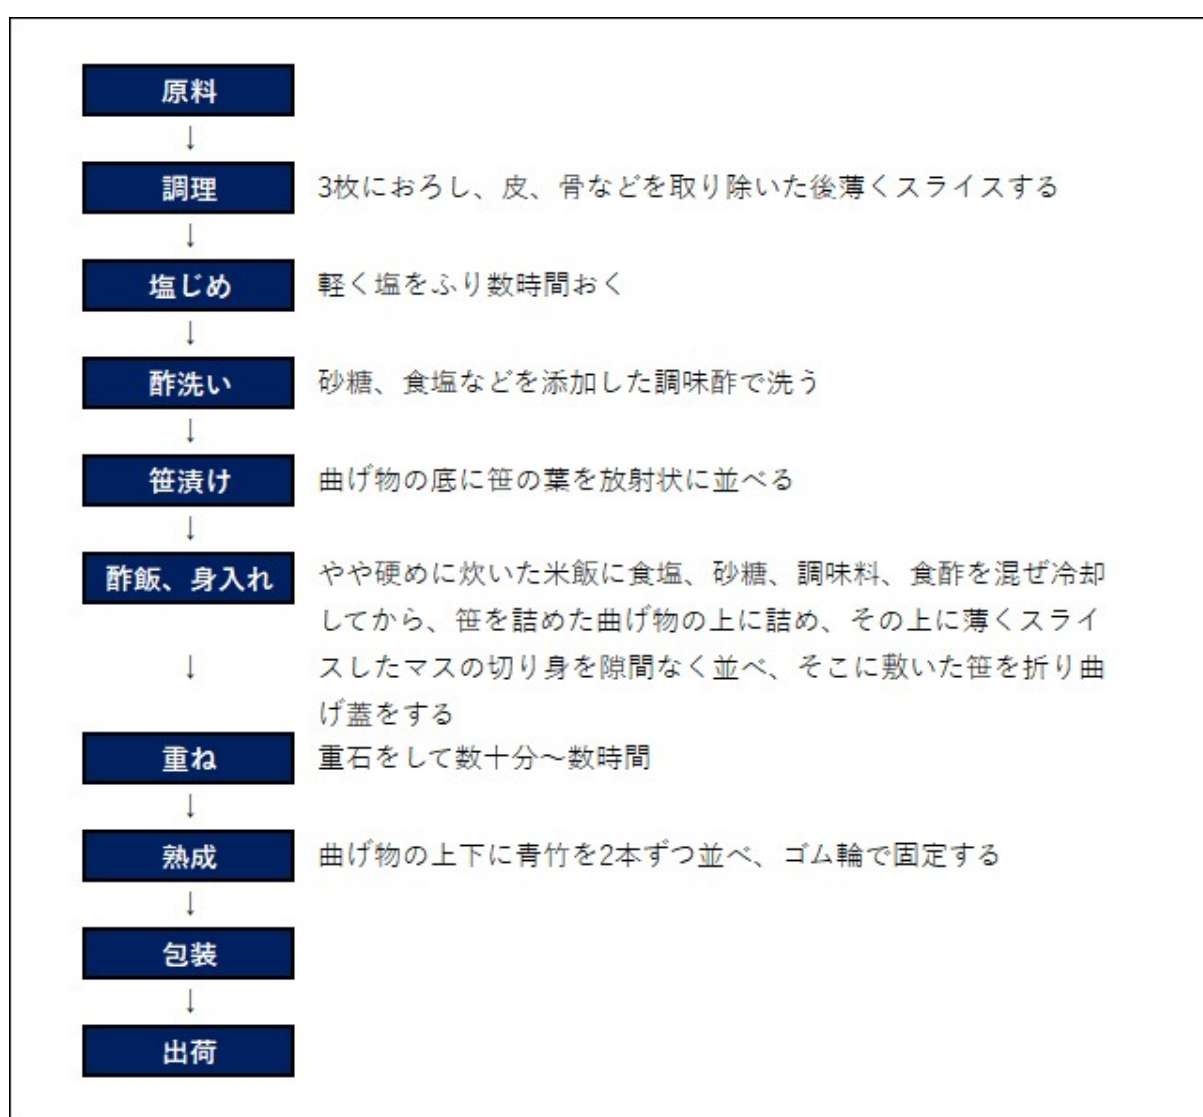 原料
↓
調理
3枚におろし、皮、骨などを取り除いた後薄くスライスする
↓
塩じめ
軽く塩をふり数時間おく
↓
酢洗い
砂糖、食塩などを添加した調味酢で洗う
↓
笹漬け
曲げ物の底に笹の葉を放射状に並べる
↓
酢飯、身入れ
やや硬めに炊いた米飯に食塩、砂糖、調味料、食酢を混ぜ冷却
してから、笹を詰めた曲げ物の上に詰め、その上に薄くスライ
スしたマスの切り身を隙間なく並べ、そこに敷いた笹を折り曲
げ蓋をする
↓
重ね
重石をして数十分～数時間
↓
熟成
曲げ物の上下に青竹を2本ずつ並べ、ゴム輪で固定する
↓
包装
↓
出荷